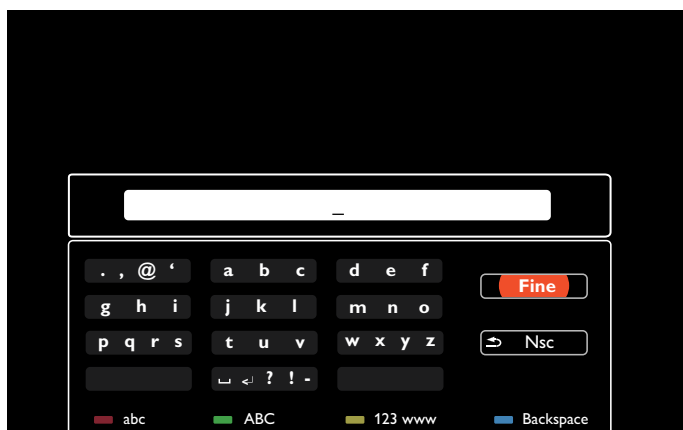 _
. , @ ‘ a b c d e f Fine
g h i j k l m n o
p q r s t u v w x y z Nsc
⎵ ↵ ? ! -
abc ABC 123 www Backspace